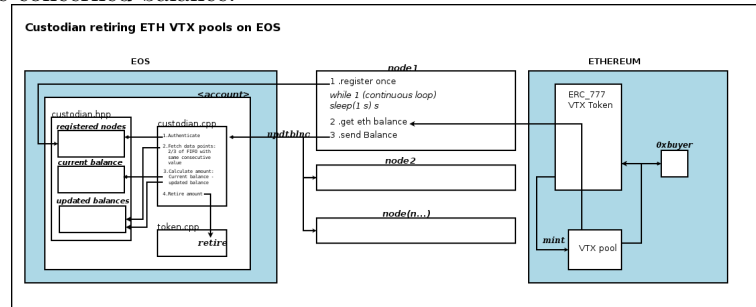 Custodian retiring ETH VTX pools on EOS
EOS
<account>
custodian.hpp
registered nodes
current balance
updated balances
custodian.cpp
1.Authenticate
2.Fetch data points:
2/3 of FIFO with
same consecutive
value
3.Calculate amount:
Current balance -
updated balance
4.Retire amount
token.cpp
retire
updtblnc
node1
1 .register once
while 1 (continuous loop)
sleep(1 s) s
2 .get eth balance
3 .send Balance
node2
node(n...)
ETHEREUM
ERC_777
VTX Token
0xbuyer
mint
VTX pool